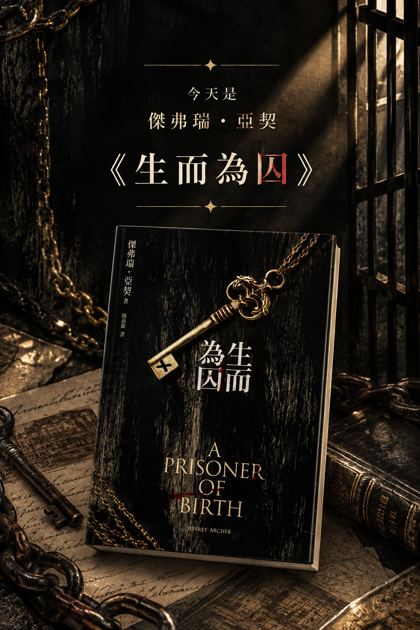 今天是
傑弗瑞・亞契
《生而為囚》
傑弗瑞・亞契 著
生而
為囚
A
PRISONER
OF
BIRTH
JEFFREY ARCHER